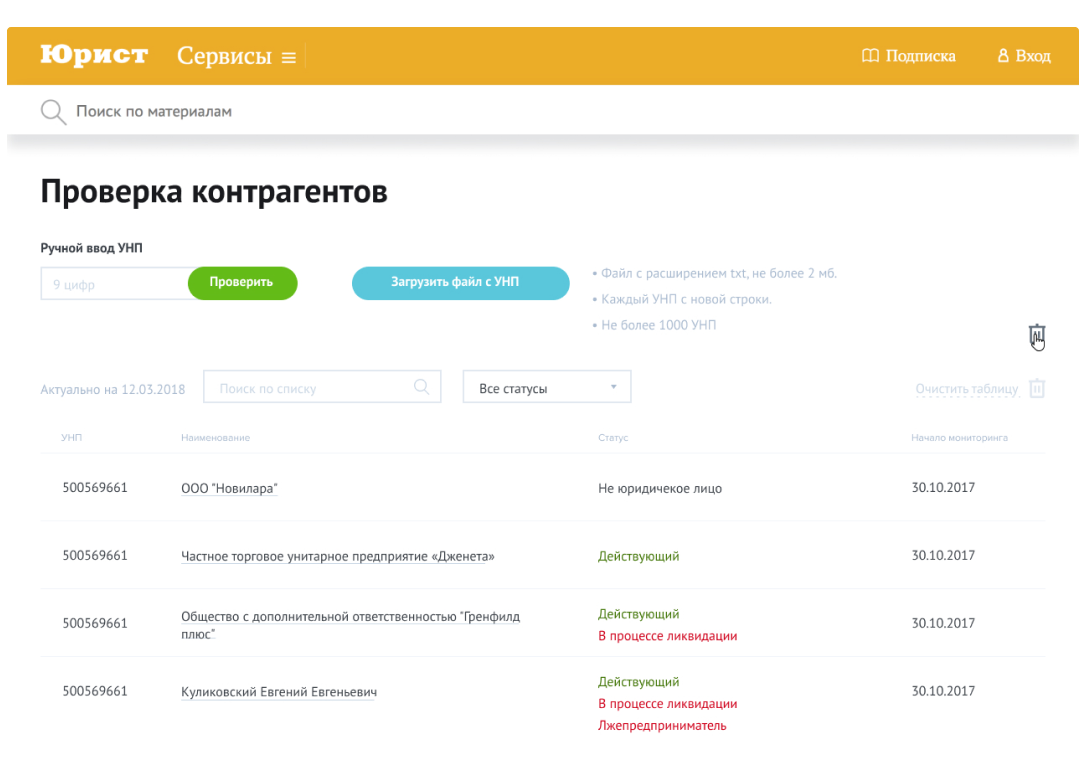 Юрист
Сервисы
Подписка
Вход
Поиск по материалам
Проверка контрагентов
Ручной ввод УНП
9 цифр
Проверить
Загрузить файл с УНП
• Файл с расширением txt, не более 2 мб.
• Каждый УНП с новой строки.
• Не более 1000 УНП
Актуально на 12.03.2018
Поиск по списку
Все статусы
Очистить таблицу
УНП Наименование Статус Начало мониторинга
500569661 ООО "Новилара" Не юридичекое лицо 30.10.2017
500569661 Частное торговое унитарное предприятие «Дженета» Действующий 30.10.2017
500569661 Общество с дополнительной ответственностью "Гренфилд
плюс"
Действующий
В процессе ликвидации
30.10.2017
500569661 Куликовский Евгений Евгеньевич
Действующий
В процессе ликвидации
Лжепредприниматель
30.10.2017